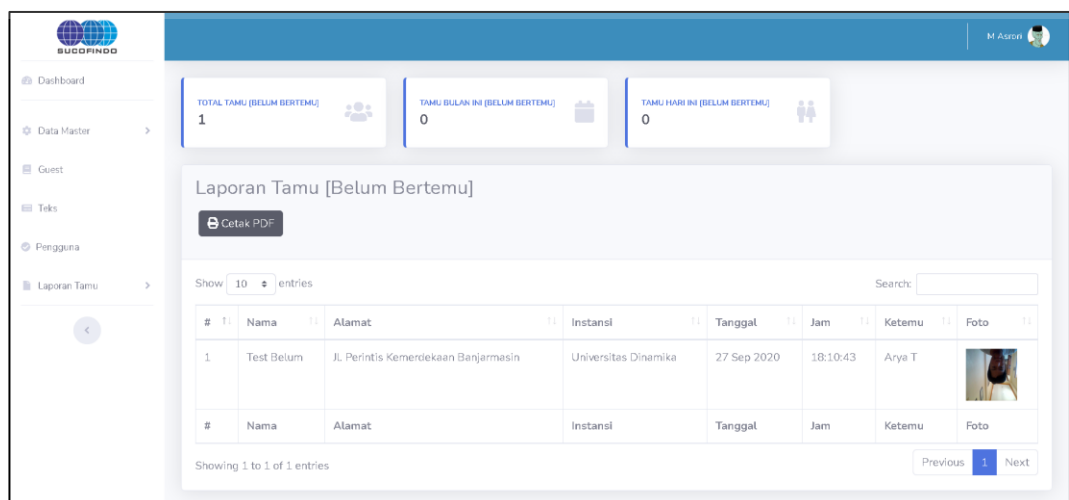 SUCOFINDO
M Asrori
Dashboard
Data Master
Guest
Teks
Pengguna
Laporan Tamu
TOTAL TAMU [BELUM BERTEMU]
1
TAMU BULAN INI [BELUM BERTEMU]
0
TAMU HARI INI [BELUM BERTEMU]
0
Laporan Tamu [Belum Bertemu]
Cetak PDF
Show 10 entries
Search:
# Nama Alamat Instansi Tanggal Jam Ketemu Foto
1 Test Belum JL Perintis Kemerdekaan Banjarmasin Universitas Dinamika 27 Sep 2020 18:10:43 Arya T
# Nama Alamat Instansi Tanggal Jam Ketemu Foto
Showing 1 to 1 of 1 entries
Previous 1 Next